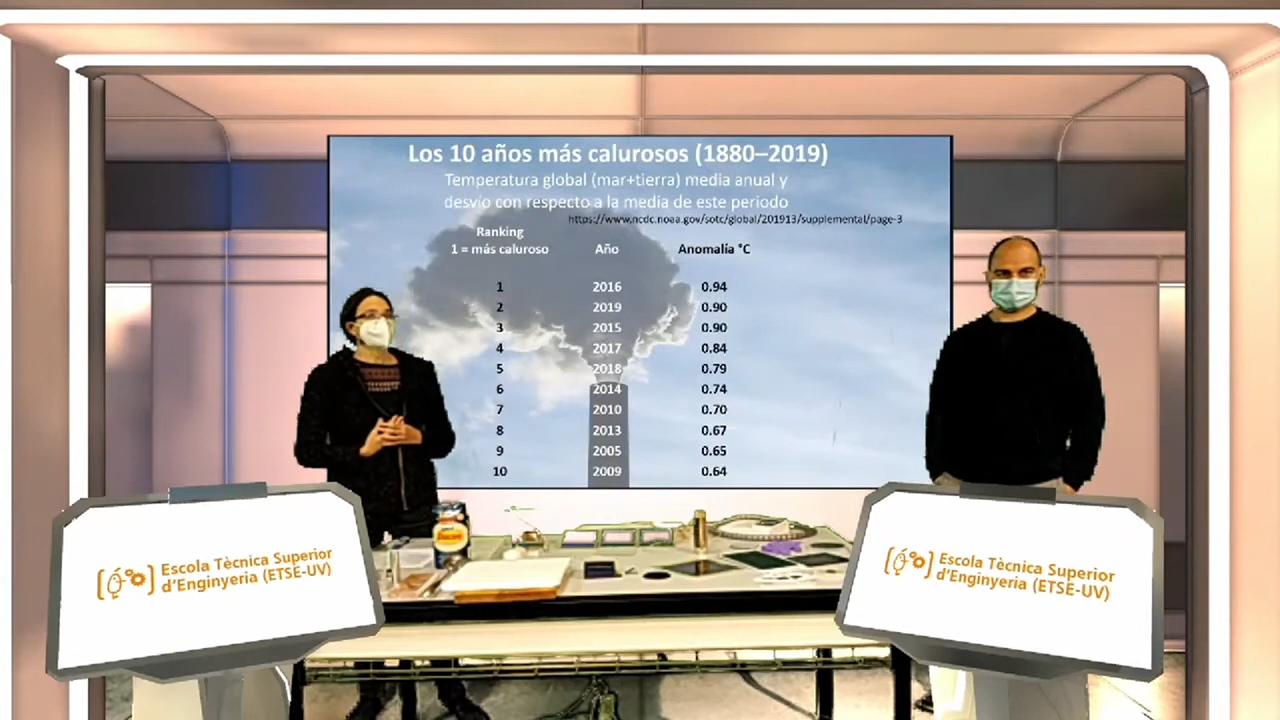 Los 10 años más calurosos (1880–2019)
Temperatura global (mar+tierra) media anual y
desvío con respecto a la media de este periodo
https://www.ncdc.noaa.gov/sotc/global/201913/supplemental/page-3
Ranking
1 = más caluroso Año Anomalía °C
1 2016 0.94
2 2019 0.90
3 2015 0.90
4 2017 0.84
5 2018 0.79
6 2014 0.74
7 2010 0.70
8 2013 0.67
9 2005 0.65
10 2009 0.64
Escola Tècnica Superior
d'Enginyeria (ETSE-UV)
Escola Tècnica Superior
d'Enginyeria (ETSE-UV)